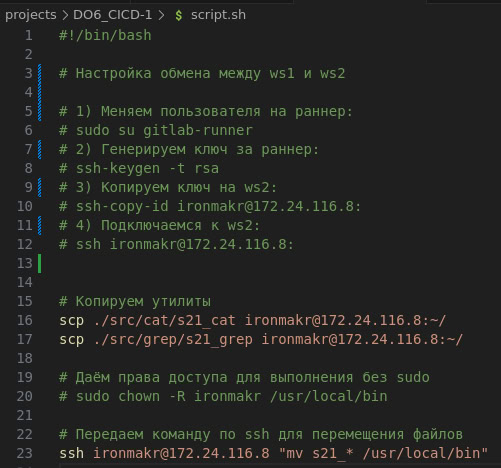 projects > DO6_CICD-1 > $ script.sh
1 #!/bin/bash
2
3 # Настройка обмена между ws1 и ws2
4
5 # 1) Меняем пользователя на раннер:
6 # sudo su gitlab-runner
7 # 2) Генерируем ключ за раннер:
8 # ssh-keygen -t rsa
9 # 3) Копируем ключ на ws2:
10 # ssh-copy-id ironmakr@172.24.116.8:
11 # 4) Подключаемся к ws2:
12 # ssh ironmakr@172.24.116.8:
13
14
15 # Копируем утилиты
16 scp ./src/cat/s21_cat ironmakr@172.24.116.8:~/
17 scp ./src/grep/s21_grep ironmakr@172.24.116.8:~/
18
19 # Даём права доступа для выполнения без sudo
20 # sudo chown -R ironmakr /usr/local/bin
21
22 # Передаем команду по ssh для перемещения файлов
23 ssh ironmakr@172.24.116.8 "mv s21_* /usr/local/bin"